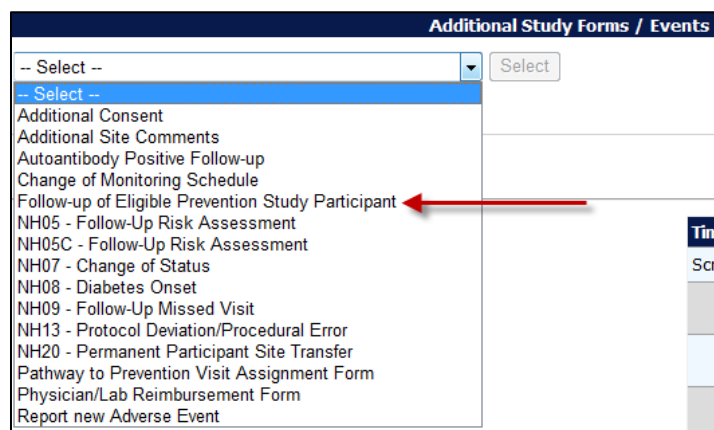 Additional Study Forms / Events
-- Select --
Select
-- Select --
Additional Consent
Additional Site Comments
Autoantibody Positive Follow-up
Change of Monitoring Schedule
Follow-up of Eligible Prevention Study Participant
NH05 - Follow-Up Risk Assessment
NH05C - Follow-Up Risk Assessment
NH07 - Change of Status
NH08 - Diabetes Onset
NH09 - Follow-Up Missed Visit
NH13 - Protocol Deviation/Procedural Error
NH20 - Permanent Participant Site Transfer
Pathway to Prevention Visit Assignment Form
Physician/Lab Reimbursement Form
Report new Adverse Event